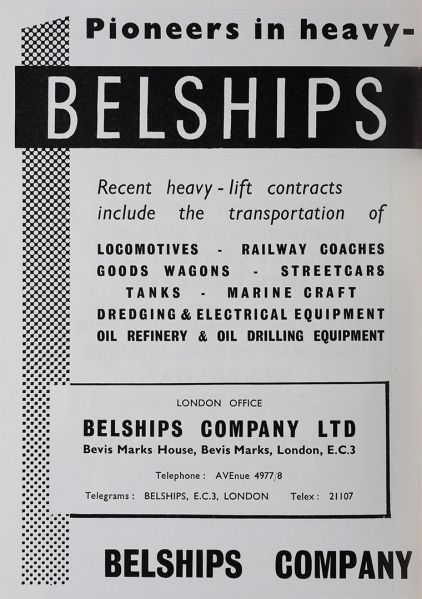 Pioneers in heavy-
BELSHIPS
Recent heavy-lift contracts
include the transportation of
LOCOMOTIVES - RAILWAY COACHES
GOODS WAGONS - STREETCARS
TANKS - MARINE CRAFT
DREDGING & ELECTRICAL EQUIPMENT
OIL REFINERY & OIL DRILLING EQUIPMENT
LONDON OFFICE
BELSHIPS COMPANY LTD
Bevis Marks House, Bevis Marks, London, E.C.3
Telephone: AVEnue 4977/8
Telegrams: BELSHIPS, E.C.3, LONDON Telex: 21107
BELSHIPS COMPANY